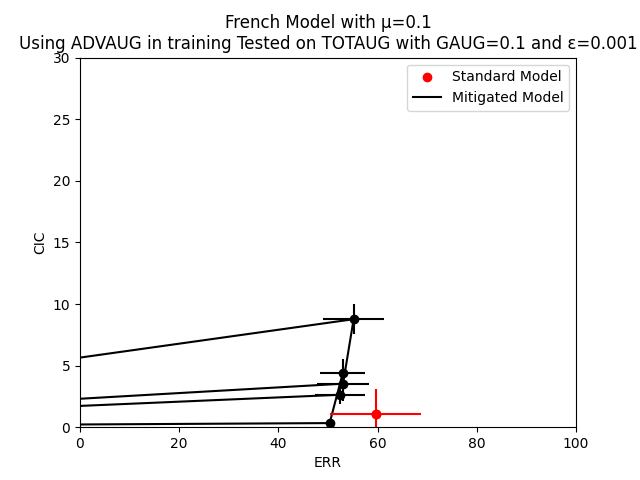 French Model with μ=0.1
Using ADVAUG in training Tested on TOTAUG with GAUG=0.1 and ε=0.001
Standard Model
Mitigated Model
CIC
30
25
20
15
10
5
0
0 20 40 60 80 100
ERR